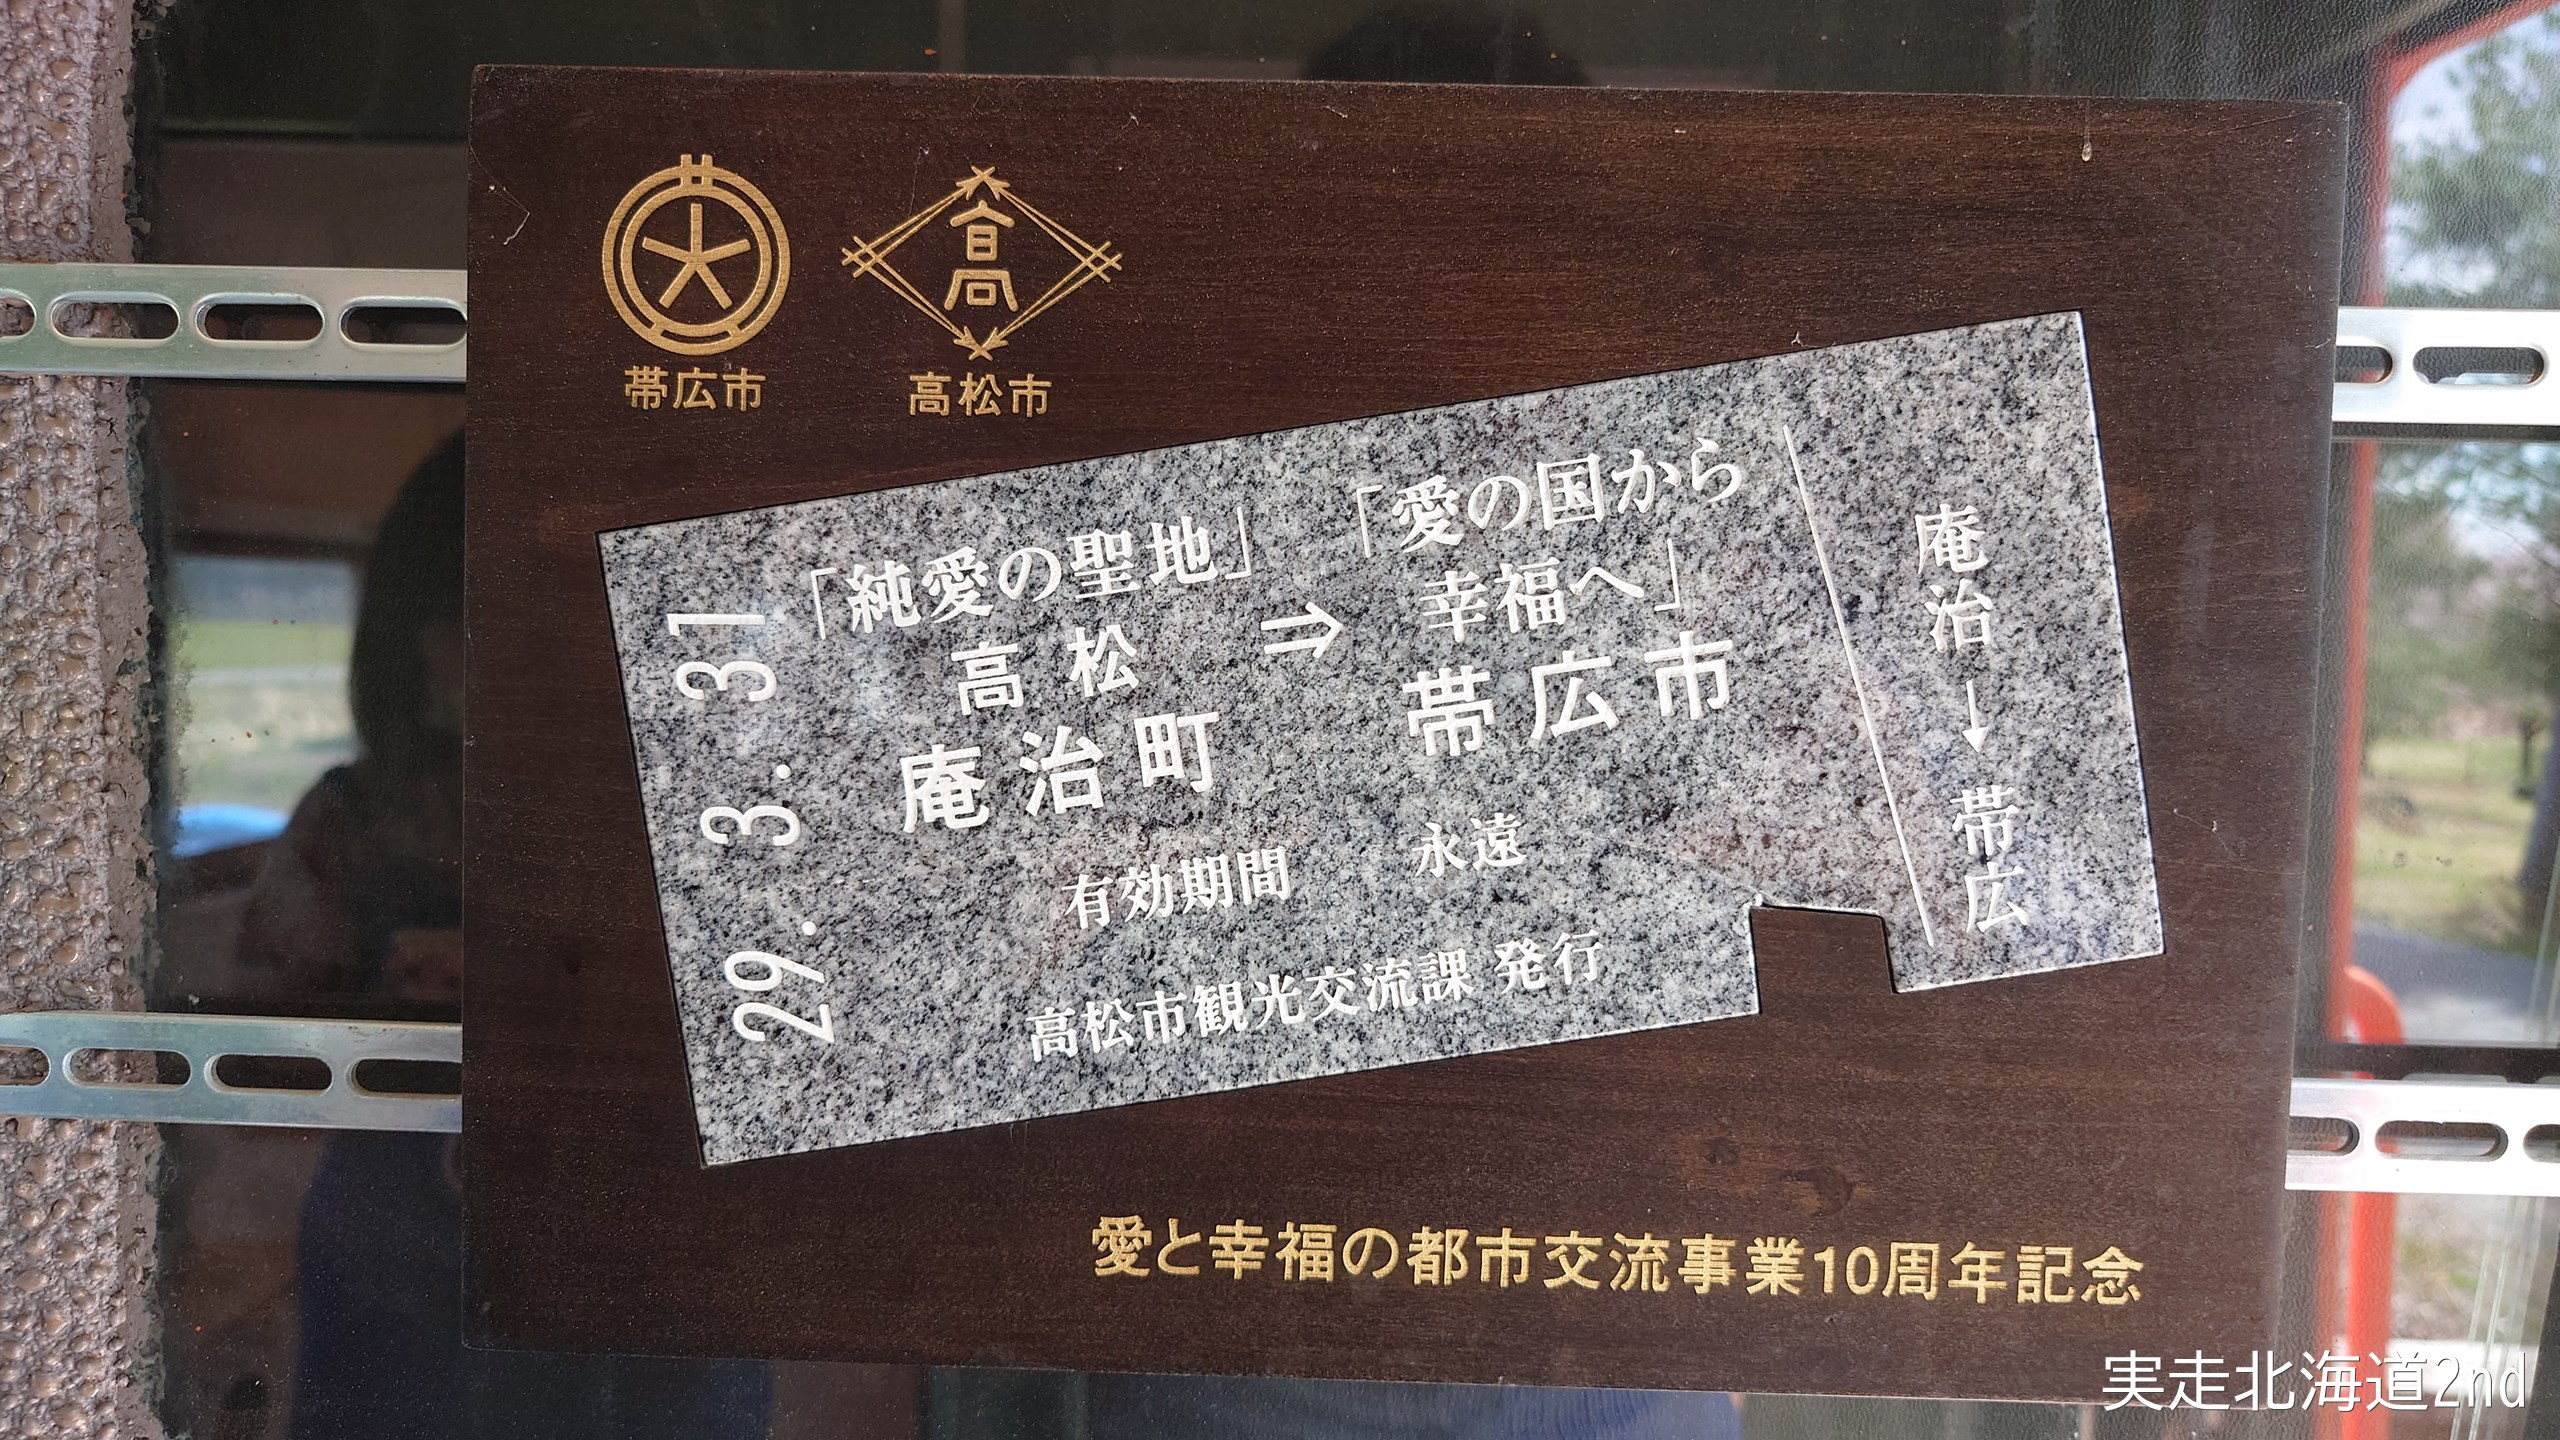 帯広市
高松市
「純愛の聖地」
高松
庵治町
⇒
「愛の国から
幸福へ」
帯広市
有効期間 永遠
高松市観光交流課 発行
29. 3. 31
庵治→帯広
愛と幸福の都市交流事業10周年記念
実走北海道2nd